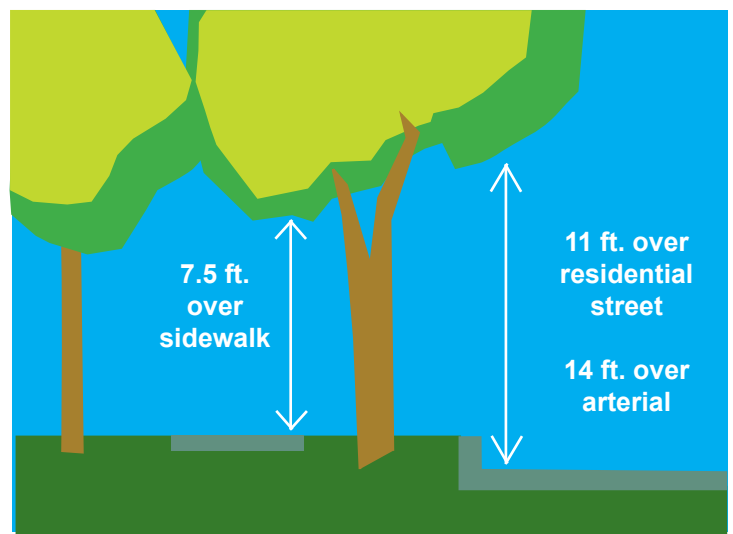 7.5 ft.
over
sidewalk
11 ft. over
residential
street
14 ft. over
arterial